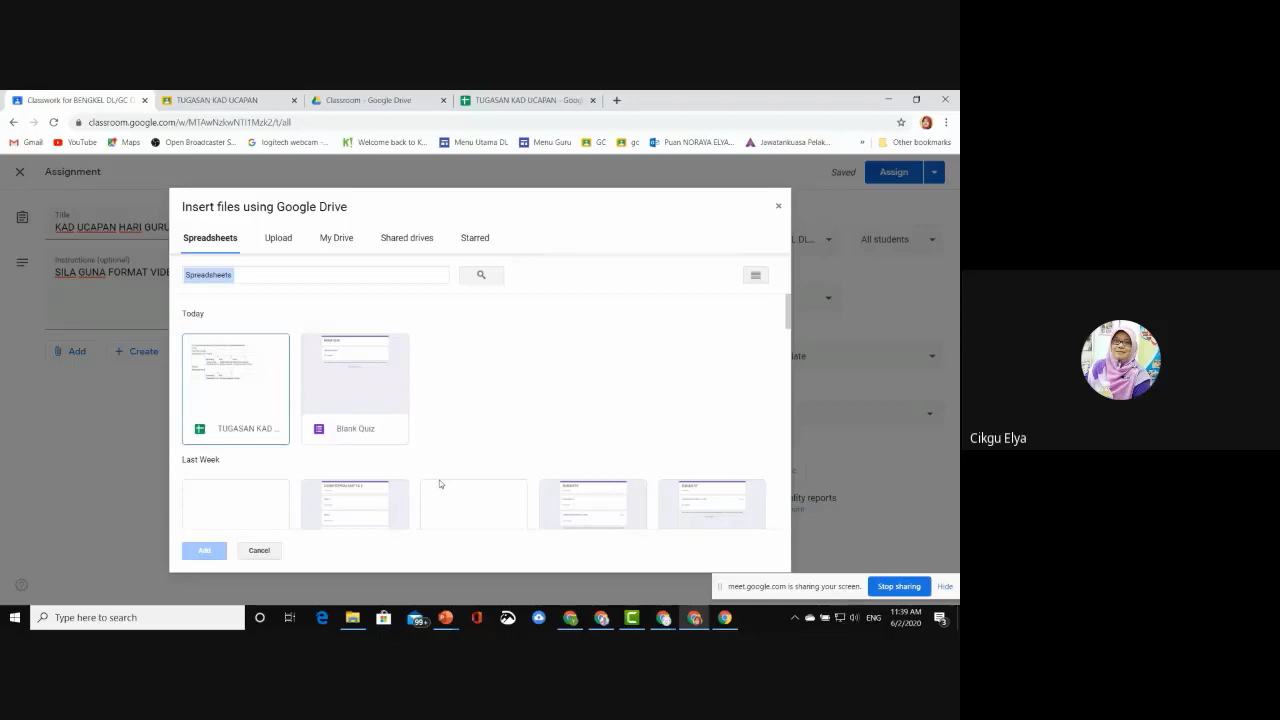 Classwork for BENGKEL DL/GC
TUGASAN KAD UCAPAN
Classroom - Google Drive
TUGASAN KAD UCAPAN - Goog
classroom.google.com/w/MTAwNzkwNTI1Mzk2/t/all
Gmail
YouTube
Maps
Open Broadcaster S...
logitech webcam -...
Welcome back to K...
Menu Utama DL
Menu Guru
GC
gc
Puan NORAYA ELYA...
Jawatankuasa Pelak...
Other bookmarks
Assignment
Saved
Assign
Title
KAD UCAPAN HARI GURU
Instructions (optional)
SILA GUNA FORMAT VIDE
Add
Create
L DL...
All students
Insert files using Google Drive
Spreadsheets
Upload
My Drive
Shared drives
Starred
Spreadsheets
Today
TUGASAN KAD ...
Blank Quiz
Last Week
Add
Cancel
meet.google.com is sharing your screen.
Stop sharing
Hide
Type here to search
99+
ENG
11:39 AM
6/2/2020
3
Cikgu Elya